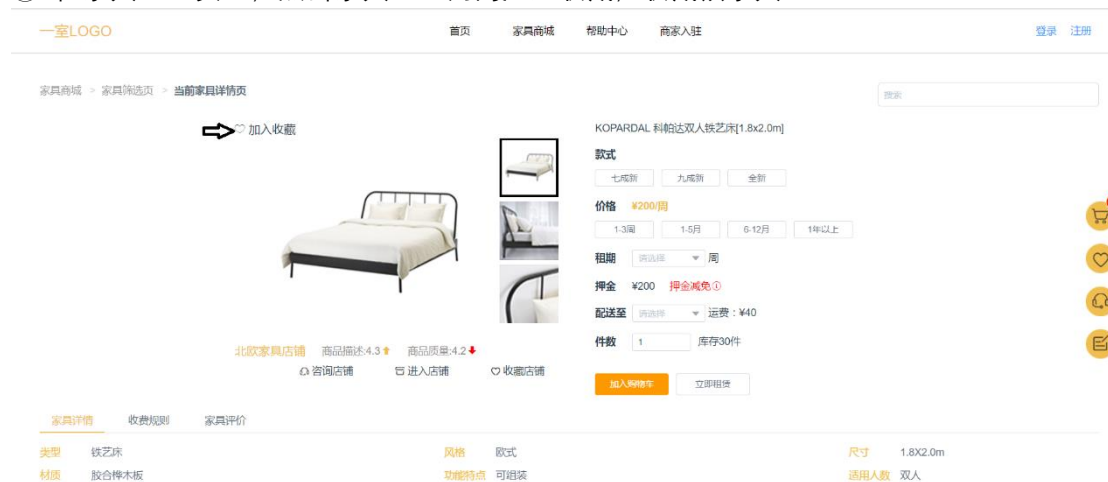 一室LOGO 首页 家具商城 帮助中心 商家入驻 登录 注册
家具商城 > 家具筛选页 > 当前家具详情页 搜索
加入收藏
KOPARDAL 科帕达双人铁艺床[1.8x2.0m]
款式
七成新 九成新 全新
价格 ¥200/周
1-3周 1-5月 6-12月 1年以上
租期 请选择 周
押金 ¥200 押金减免
配送至 请选择 运费：¥40
件数 1 库存30件
北欧家具店铺 商品描述:4.3 商品质量:4.2
咨询店铺 进入店铺 收藏店铺
加入购物车 立即租赁
家具详情 收费规则 家具评价
类型 铁艺床 风格 欧式 尺寸 1.8X2.0m
材质 胶合桦木板 功能特点 可组装 适用人数 双人